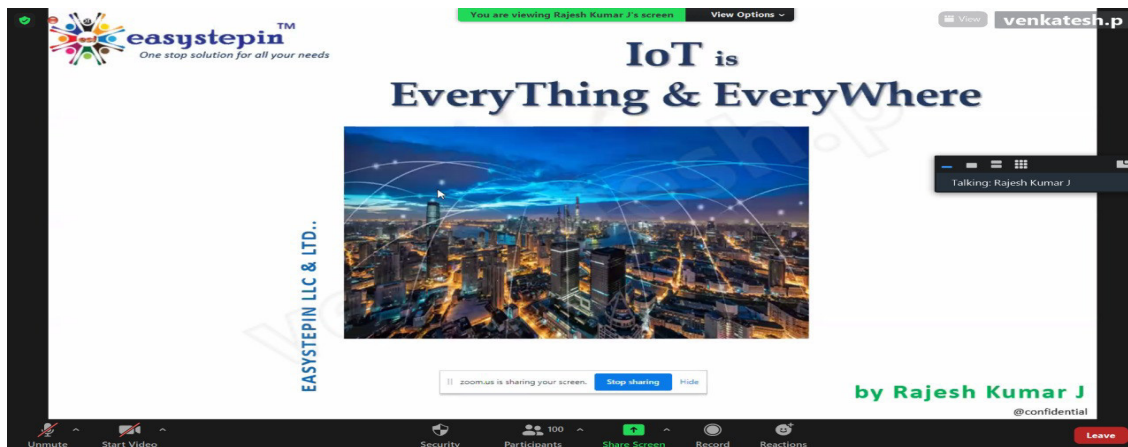 You are viewing Rajesh Kumar J's screen
View Options
View
venkatesh.p
easystepin™
One stop solution for all your needs
IoT is
EveryThing & EveryWhere
venkatesh.p
Talking: Rajesh Kumar J
EASYSTEPIN LLC & LTD..
zoom.us is sharing your screen.
Stop sharing
Hide
by Rajesh Kumar J
@confidential
Unmute
Start Video
Security
Participants
100
Share Screen
Record
Reactions
Leave